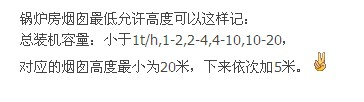 锅炉房烟囱最低允许高度可以这样记：
总装机容量：小于1t/h,1-2,2-4,4-10,10-20，
对应的烟囱高度最小为20米，下来依次加5米。